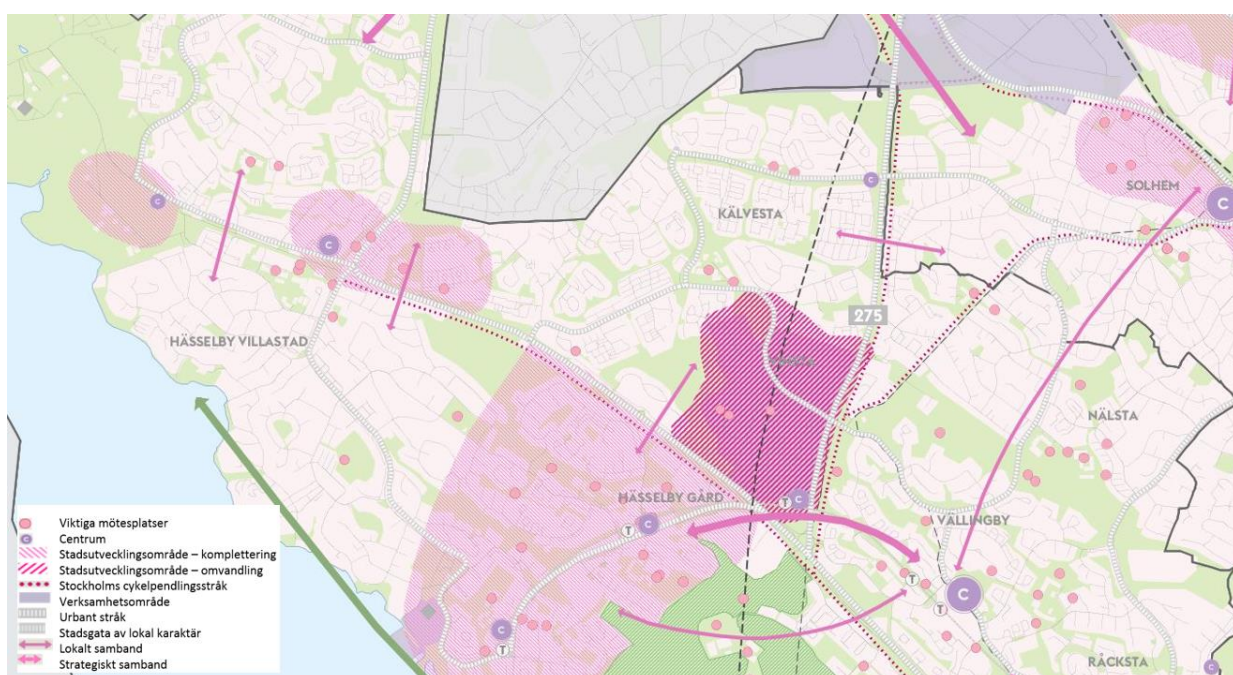 SOLHEM
C
C
KÄLVESTA
C
C
275
HÄSSELBY VILLASTAD
NÄLSTA
HÄSSELBY GÅRD
C
T
C
T
VÄLLINGBY
T
C
T
C
T
RÅCKSTA
C
Viktiga mötesplatser
C Centrum
Stadsutvecklingsområde – komplettering
Stadsutvecklingsområde – omvandling
Stockholms cykelpendlingsstråk
Verksamhetsområde
Urbant stråk
Stadsgata av lokal karaktär
Lokalt samband
Strategiskt samband